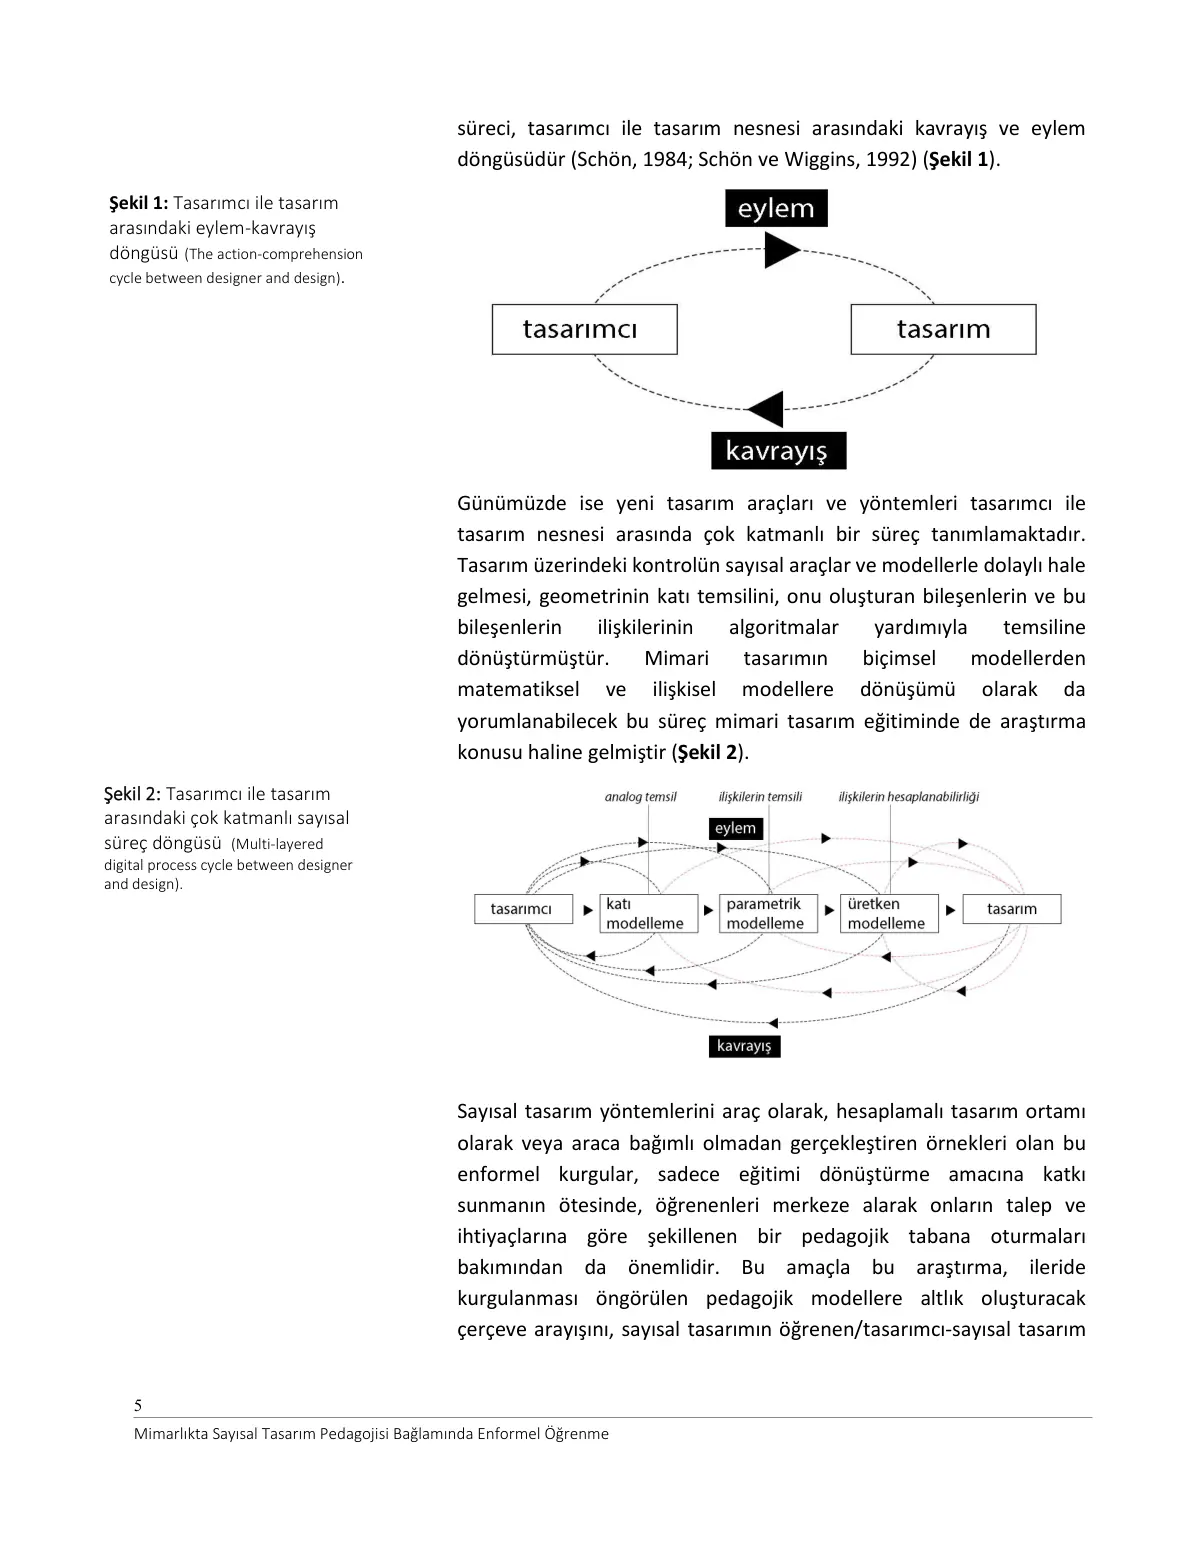 süreci, tasarımcı ile tasarım nesnesi arasındaki kavrayış ve eylem
döngüsüdür (Schön, 1984; Schön ve Wiggins, 1992) (Şekil 1).
Şekil 1: Tasarımcı ile tasarım
arasındaki eylem-kavrayış
döngüsü (The action-comprehension
cycle between designer and design).
eylem
tasarımcı
tasarım
kavrayış
Günümüzde ise yeni tasarım araçları ve yöntemleri tasarımcı ile
tasarım nesnesi arasında çok katmanlı bir süreç tanımlamaktadır.
Tasarım üzerindeki kontrolün sayısal araçlar ve modellerle dolaylı hale
gelmesi, geometrinin katı temsilini, onu oluşturan bileşenlerin ve bu
bileşenlerin ilişkilerinin algoritmalar yardımıyla temsiline
dönüştürmüştür. Mimari tasarımın biçimsel modellerden
matematiksel ve ilişkisel modellere dönüşümü olarak da
yorumlanabilecek bu süreç mimari tasarım eğitiminde de araştırma
konusu haline gelmiştir (Şekil 2).
Şekil 2: Tasarımcı ile tasarım
arasındaki çok katmanlı sayısal
süreç döngüsü (Multi-layered
digital process cycle between designer
and design).
analog temsil
ilişkilerin temsili
ilişkilerin hesaplanabilirliği
eylem
tasarımcı
katı
modelleme
parametrik
modelleme
üretken
modelleme
tasarım
kavrayış
Sayısal tasarım yöntemlerini araç olarak, hesaplamalı tasarım ortamı
olarak veya araca bağımlı olmadan gerçekleştiren örnekleri olan bu
enformel kurgular, sadece eğitimi dönüştürme amacına katkı
sunmanın ötesinde, öğrenenleri merkeze alarak onların talep ve
ihtiyaçlarına göre şekillenen bir pedagojik tabana oturmaları
bakımından da önemlidir. Bu amaçla bu araştırma, ileride
kurgulanması öngörülen pedagojik modellere altlık oluşturacak
çerçeve arayışını, sayısal tasarımın öğrenen/tasarımcı-sayısal tasarım
5
Mimarlıkta Sayısal Tasarım Pedagojisi Bağlamında Enformel Öğrenme